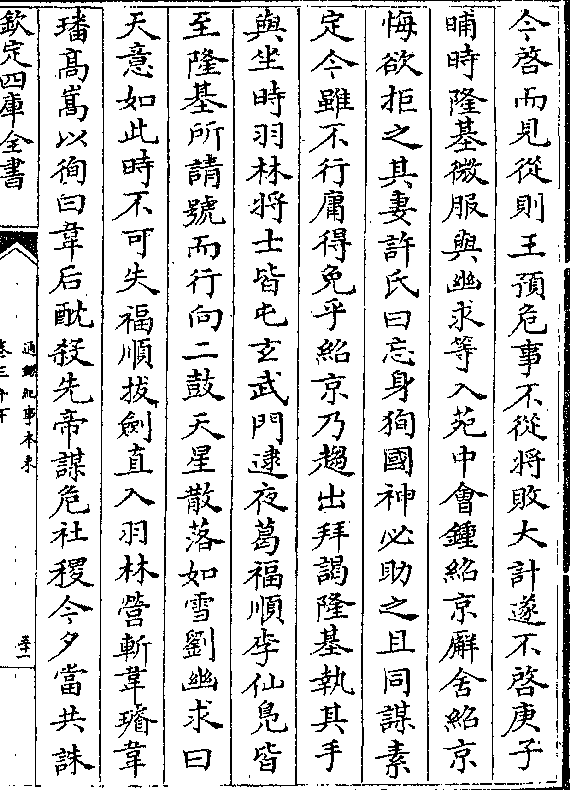 今啓而見從則王預危事不從將敗大計遂不啓庚子
晡時隆基微服與幽求等入苑中會鍾紹京廨舍紹京
悔欲拒之其妻許氏曰忘身狥國神必助之且同謀素
定今雖不行庸得免乎紹京乃趨出拜謁隆基執其手
與坐時羽林將士皆屯玄武門逮夜葛福順李仙鳬皆
至隆基所請號而行向二鼓天星散落如雪劉幽求曰
天意如此時不可失福順拔劍直入羽林營斬韋璿韋
璠髙嵩以徇曰韋后酖殺先帝謀危社稷今夕當共誅
欽定四庫全書
通鑑紀事本末